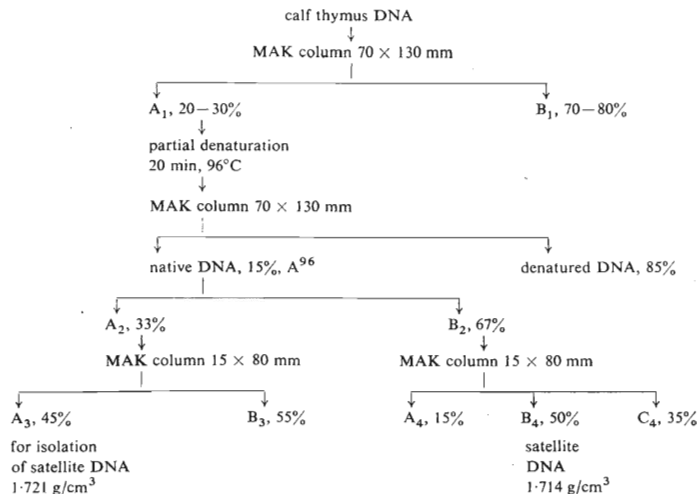 calf thymus DNA
MAK column 70 × 130 mm
A₁, 20–30%
B₁, 70–80%
partial denaturation
20 min, 96°C
MAK column 70 × 130 mm
native DNA, 15%, A⁹⁶
denatured DNA, 85%
A₂, 33%
B₂, 67%
MAK column 15 × 80 mm
MAK column 15 × 80 mm
A₃, 45%
B₃, 55%
A₄, 15%
B₄, 50%
C₄, 35%
for isolation
of satellite DNA
1·721 g/cm³
satellite
DNA
1·714 g/cm³